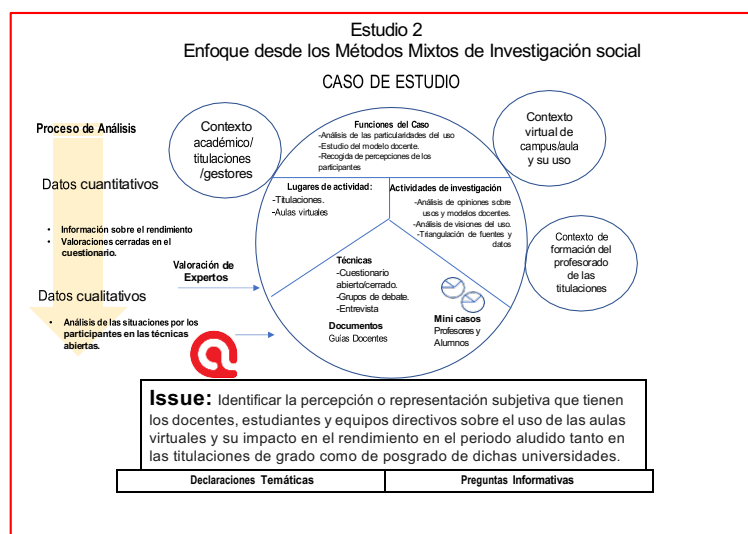 Estudio 2
Enfoque desde los Métodos Mixtos de Investigación social
CASO DE ESTUDIO
Proceso de Análisis
Datos cuantitativos
• Información sobre el rendimiento
• Valoraciones cerradas en el
cuestionario.
Datos cualitativos
• Análisis de las situaciones por los
participantes en las técnicas
abiertas.
Valoración de
Expertos
Contexto
académico/
titulaciones
/gestores
Funciones del Caso
-Análisis de las particularidades del uso
-Estudio del modelo docente.
-Recogida de percepciones de los
participantes
Contexto
virtual de
campus/aula
y su uso
Lugares de actividad:
-Titulaciones.
-Aulas virtuales
Actividades de investigación
-Análisis de opiniones sobre
usos y modelos docentes.
-Análisis de visiones del uso.
-Triangulación de fuentes y
datos
Contexto de
formación del
profesorado
de las
titulaciones
Técnicas
-Cuestionario
abierto/cerrado.
-Grupos de debate.
-Entrevista
Documentos
Guías Docentes
Mini casos
Profesores y
Alumnos
Issue: Identificar la percepción o representación subjetiva que tienen
los docentes, estudiantes y equipos directivos sobre el uso de las aulas
virtuales y su impacto en el rendimiento en el periodo aludido tanto en
las titulaciones de grado como de posgrado de dichas universidades.
Declaraciones Temáticas
Preguntas Informativas